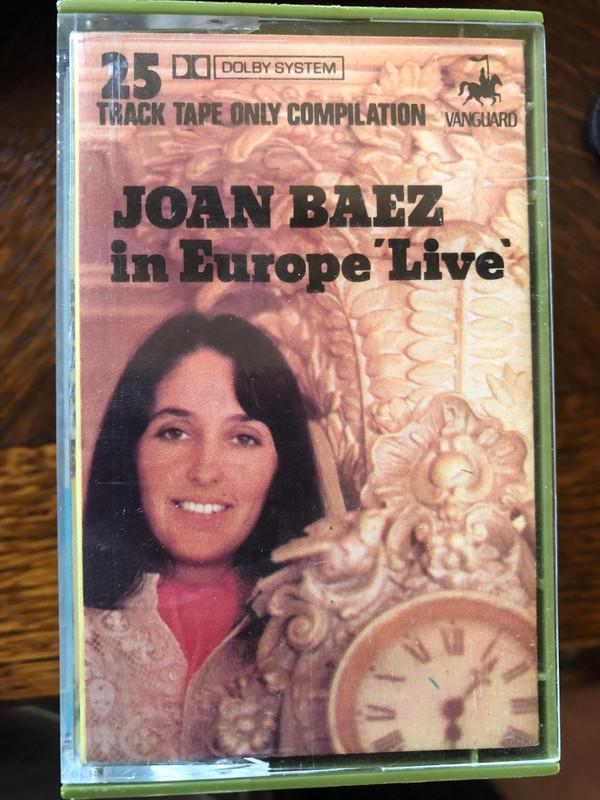 25 DOLBY SYSTEM
TRACK TAPE ONLY COMPILATION
VANGUARD
JOAN BAEZ
in Europe 'Live'